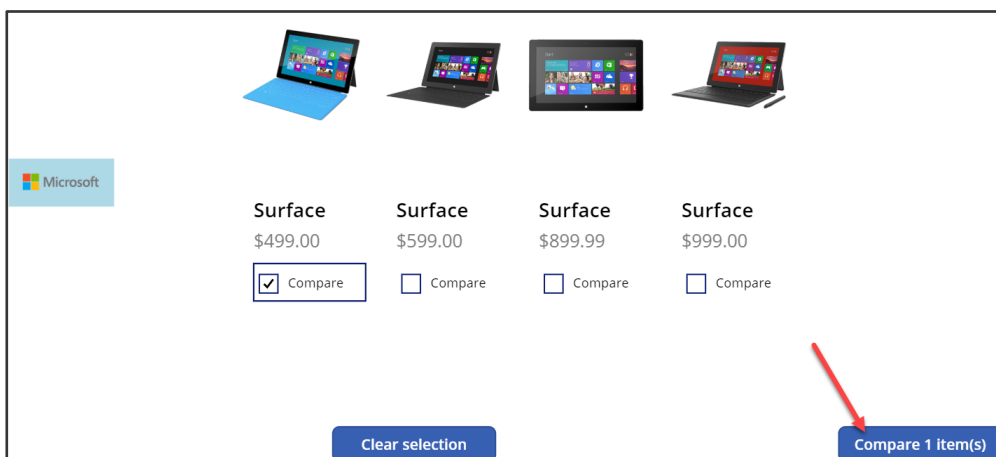 Microsoft
Surface Surface Surface Surface
$499.00 $599.00 $899.99 $999.00
Compare Compare Compare Compare
Clear selection Compare 1 item(s)